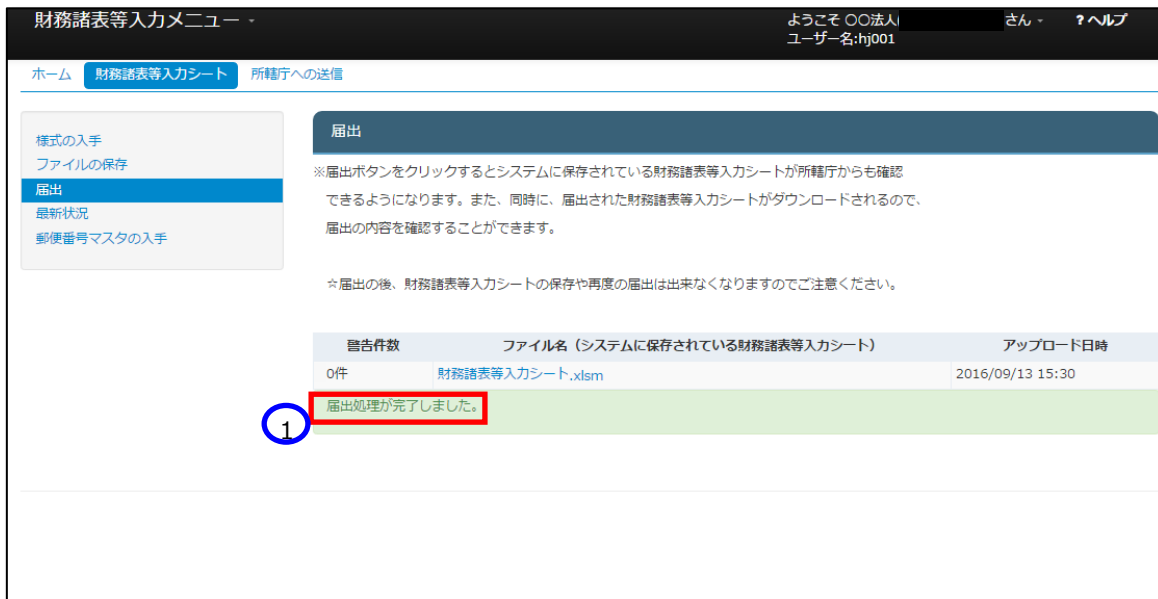 財務諸表等入力メニュー
ようこそ 〇〇法人( さん ?ヘルプ
ユーザー名:hj001
ホーム 財務諸表等入力シート 所轄庁への送信
様式の入手
ファイルの保存
届出
最新状況
郵便番号マスタの入手
届出
※届出ボタンをクリックするとシステムに保存されている財務諸表等入力シートが所轄庁からも確認
できるようになります。また、同時に、届出された財務諸表等入力シートがダウンロードされるので、
届出の内容を確認することができます。
☆届出の後、財務諸表等入力シートの保存や再度の届出は出来なくなりますのでご注意ください。
警告件数 ファイル名（システムに保存されている財務諸表等入力シート） アップロード日時
0件 財務諸表等入力シート.xlsm 2016/09/13 15:30
届出処理が完了しました。
1